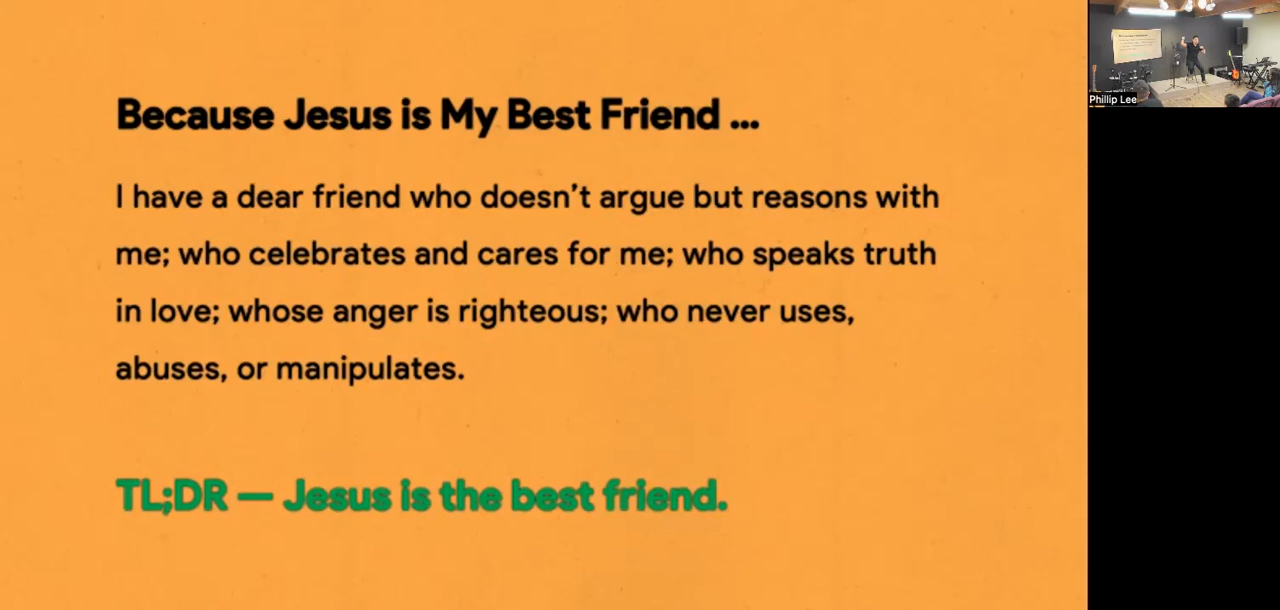 Because Jesus is My Best Friend ...
I have a dear friend who doesn’t argue but reasons with
me; who celebrates and cares for me; who speaks truth
in love; whose anger is righteous; who never uses,
abuses, or manipulates.
TL;DR — Jesus is the best friend.
Phillip Lee